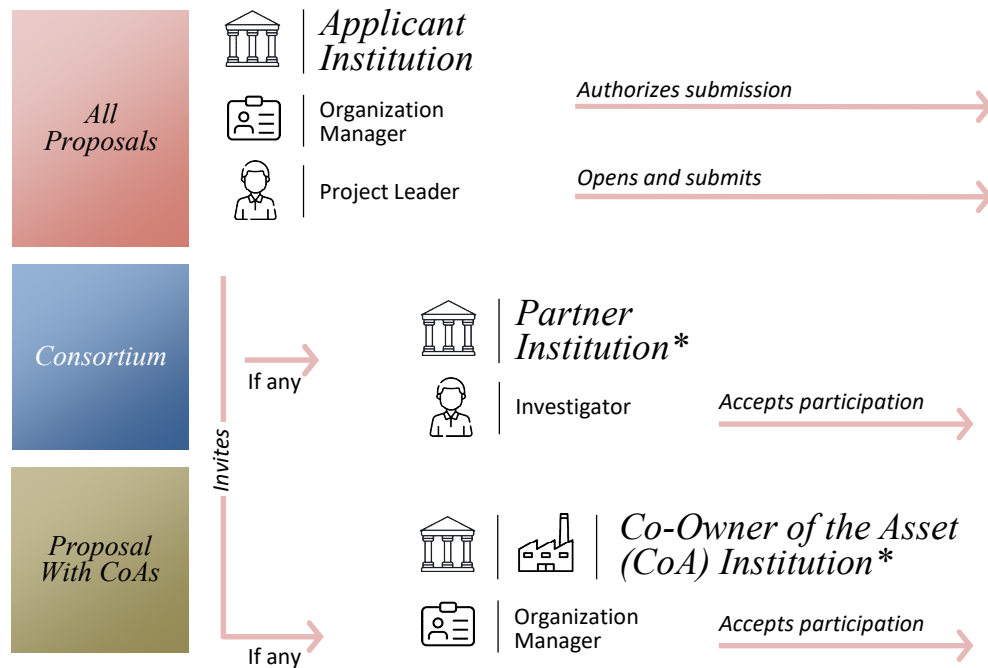 All
Proposals
Applicant
Institution
Organization
Manager
Authorizes submission
Project Leader
Opens and submits
Consortium
If any
Partner
Institution*
Investigator
Accepts participation
Invites
Proposal
With CoAs
Co-Owner of the Asset
(CoA) Institution*
Organization
Manager
Accepts participation
If any